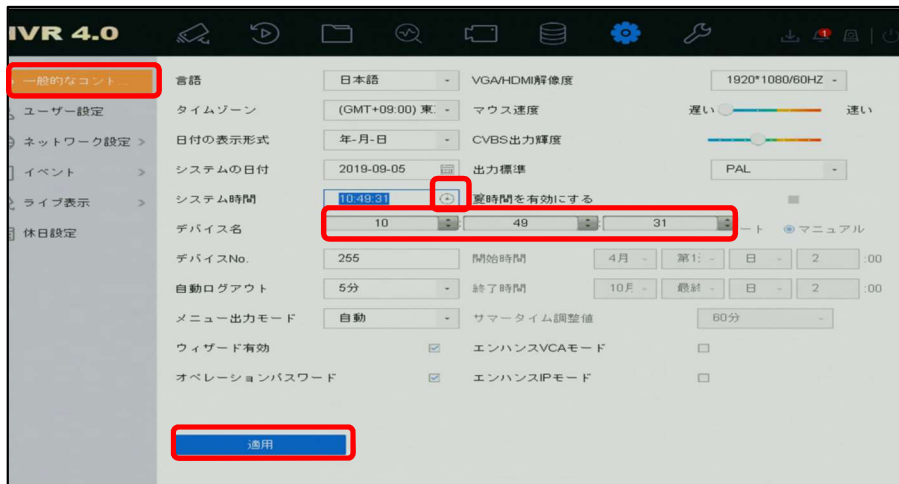 IVR 4.0
一般的なコント...
ユーザー設定
ネットワーク設定 >
イベント >
ライブ表示 >
休日設定
言語 日本語 VGA/HDMI解像度 1920*1080/60HZ
タイムゾーン (GMT+09:00) 東. マウス速度 遅い 速い
日付の表示形式 年-月-日 CVBS出力輝度
システムの日付 2019-09-05 出力標準 PAL
システム時間 10:49:31 夏時間を有効にする
デバイス名 10 49 31 ート マニュアル
デバイスNo. 255 開始時間 4月 第1: 日 2 :00
自動ログアウト 5分 終了時間 10月 最終 日 2 :00
メニュー出力モード 自動 サマータイム調整値 60分
ウィザード有効 エンハンスVCAモード
オペレーションパスワード エンハンスIPモード
適用